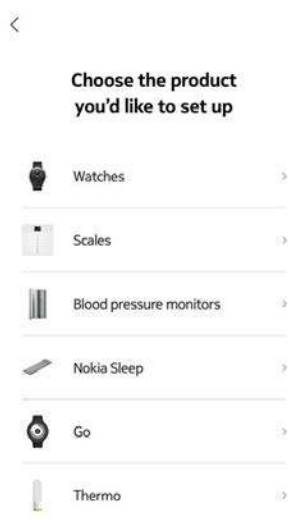 Choose the product
you'd like to set up
Watches
Scales
Blood pressure monitors
Nokia Sleep
Go
Thermo